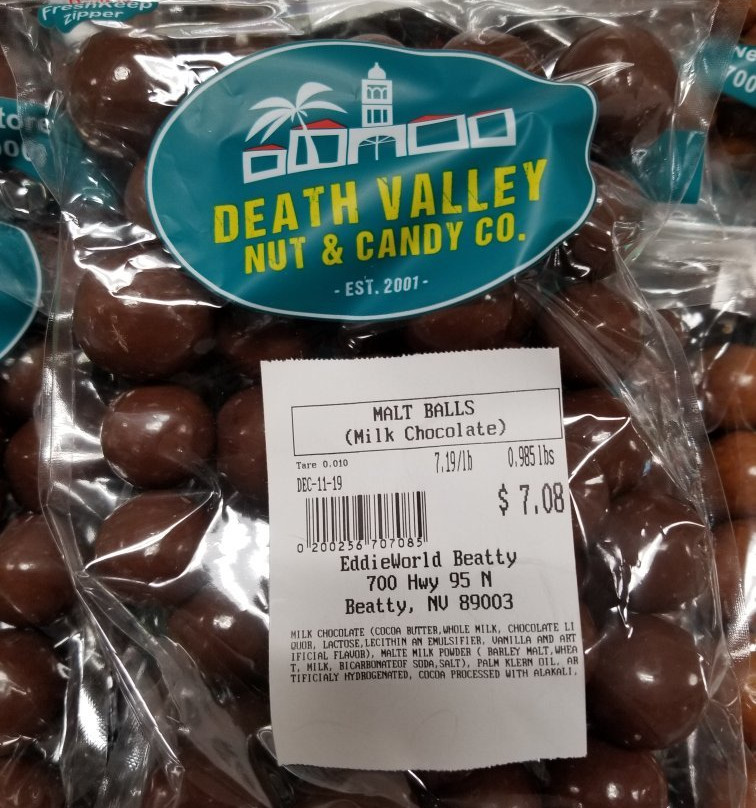 FreshKeep
zipper
DEATH VALLEY
NUT & CANDY CO.
- EST. 2001 -
MALT BALLS
(Milk Chocolate)
Tare 0.010 7.19/lb 0.985 lbs
DEC-11-19
$ 7.08
0 200256 707085
EddieWorld Beatty
700 Hwy 95 N
Beatty, NV 89003
MILK CHOCOLATE (COCOA BUTTER,WHOLE MILK, CHOCOLATE LI
QUOR, LACTOSE,LECITHIN AN EMULSIFIER, VANILLA AND ART
IFICIAL FLAVOR), MALTE MILK POWDER ( BARLEY MALT,WHEA
T, MILK, BICARBONATEOF SODA,SALT), PALM KLERN OIL, AR
TIFICIALY HYDROGENATED, COCOA PROCESSED WITH ALAKALI.